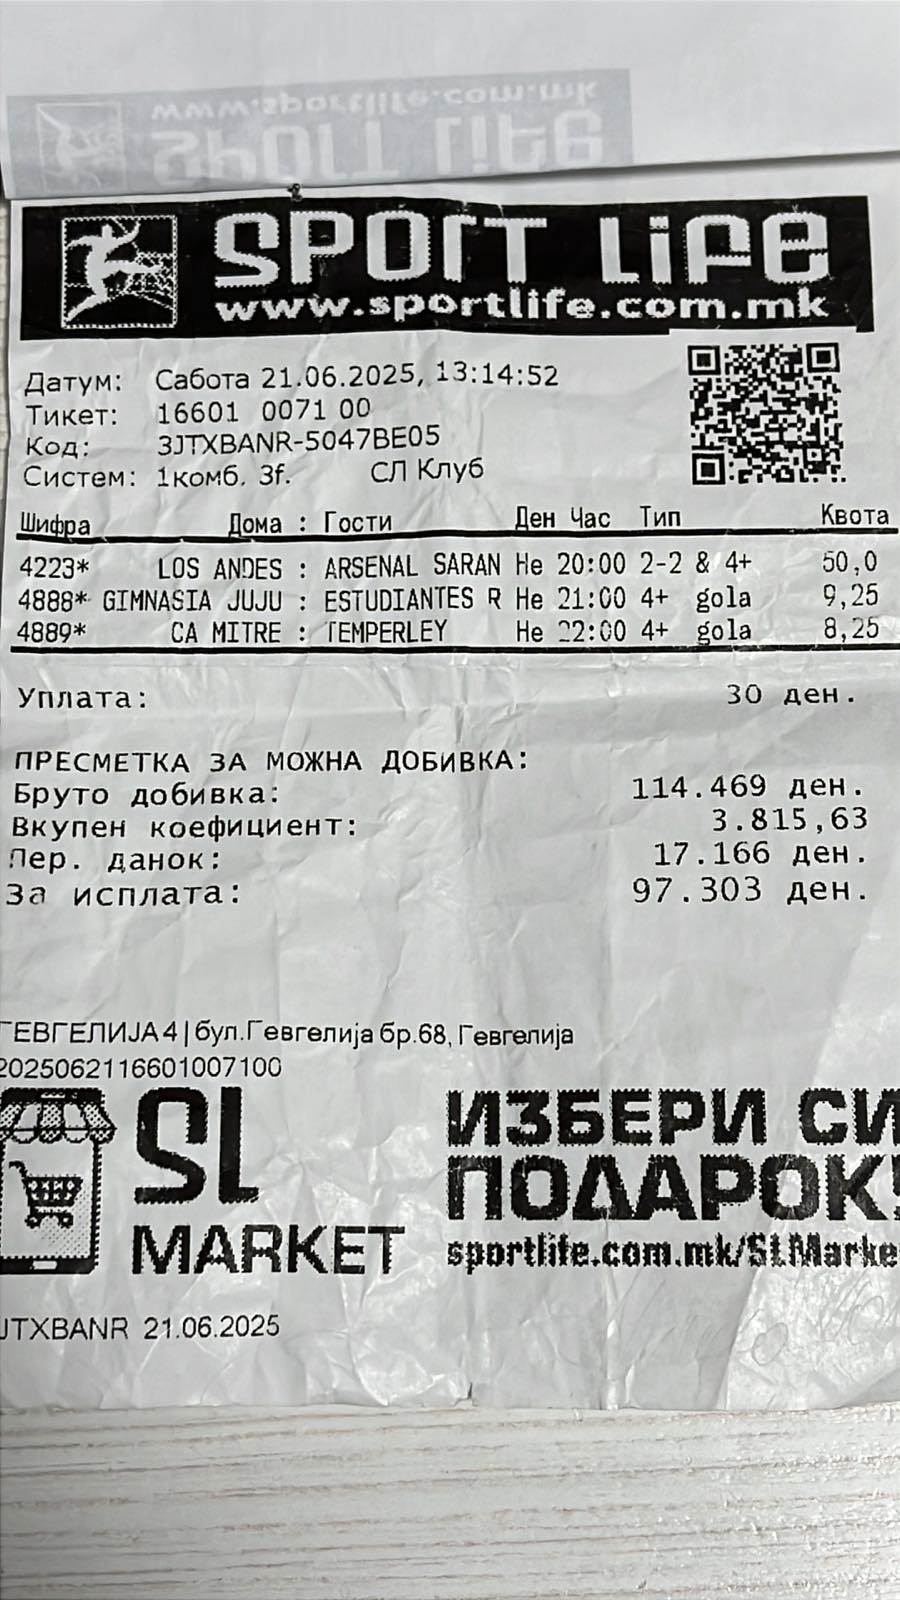 www.sportlife.com.mk
SPORT LIFE
SPORT LIFE
www.sportlife.com.mk
Датум: Сабота 21.06.2025, 13:14:52
Тикет: 16601 0071 00
Код: 3JTXBANR-5047BE05
Систем: 1комб. 3f. СЛ Клуб
Шифра Дома : Гости Ден Час Тип Квота
4223* LOS ANDES : ARSENAL SARAN Не 20:00 2-2 & 4+ 50,0
4888* GIMNASIA JUJU : ESTUDIANTES R Не 21:00 4+ gola 9,25
4889* CA MITRE : TEMPERLEY Не 22:00 4+ gola 8,25
Уплата: 30 ден.
ПРЕСМЕТКА ЗА МОЖНА ДОБИВКА:
Бруто добивка: 114.469 ден.
Вкупен коефициент: 3.815,63
Пер. данок: 17.166 ден.
За исплата: 97.303 ден.
ГЕВГЕЛИЈА4|бул.Гевгелија бр.68, Гевгелија
2025062116601007100
SL
MARKET
ИЗБЕРИ СИ
ПОДАРОК!
sportlife.com.mk/SLMarke
JTXBANR 21.06.2025